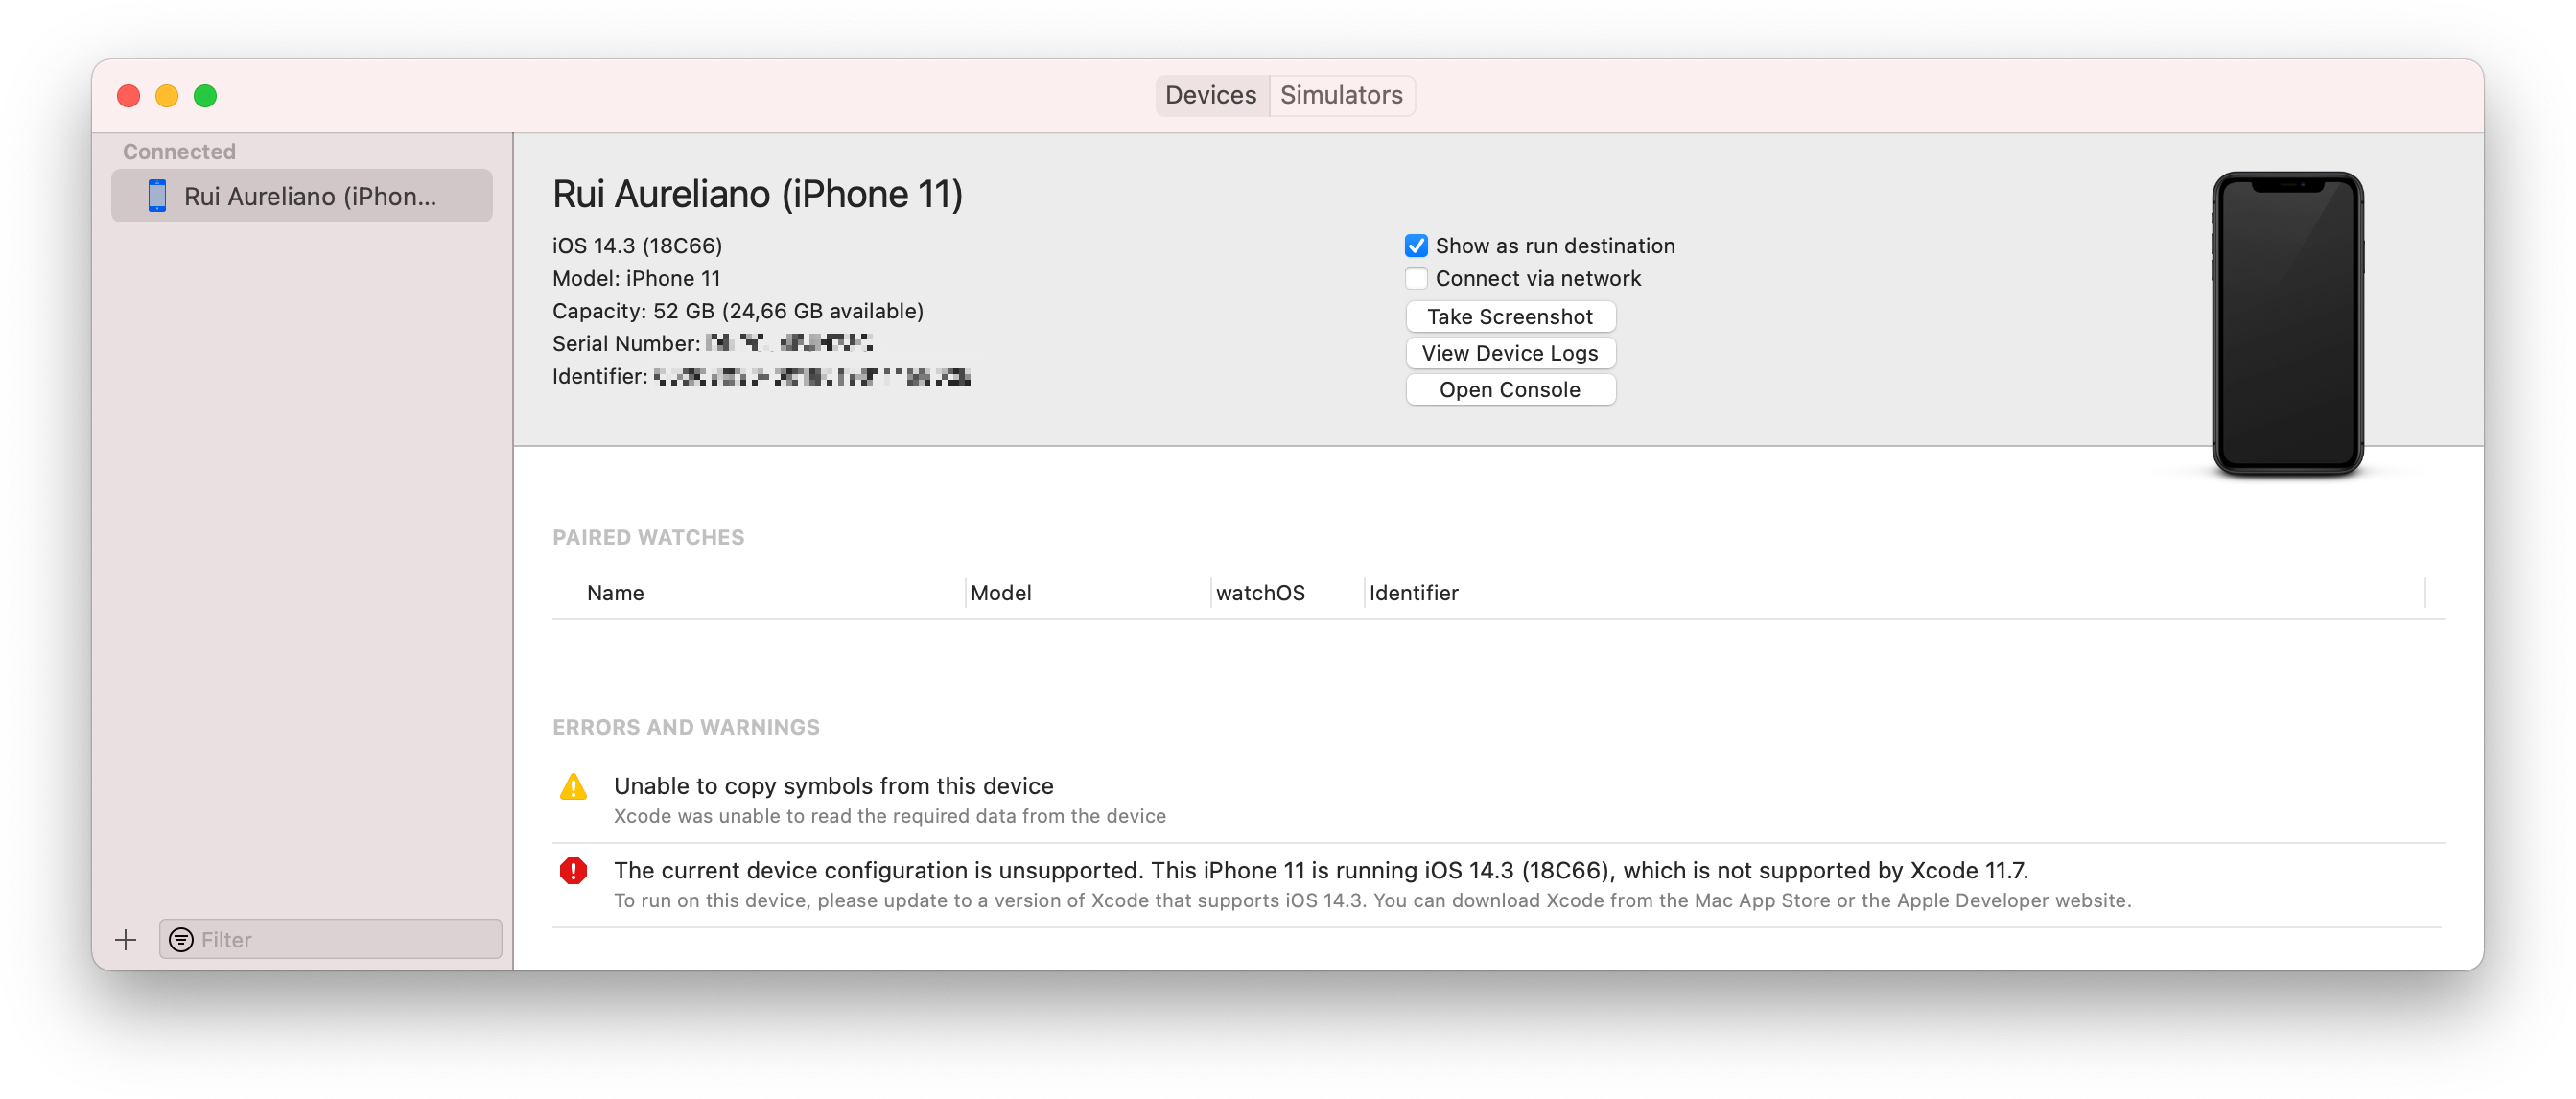 Devices
Simulators
Connected
Rui Aureliano (iPhon...
Rui Aureliano (iPhone 11)
iOS 14.3 (18C66)
Model: iPhone 11
Capacity: 52 GB (24,66 GB available)
Serial Number:
Identifier:
Show as run destination
Connect via network
Take Screenshot
View Device Logs
Open Console
PAIRED WATCHES
Name Model watchOS Identifier
ERRORS AND WARNINGS
Unable to copy symbols from this device
Xcode was unable to read the required data from the device
The current device configuration is unsupported. This iPhone 11 is running iOS 14.3 (18C66), which is not supported by Xcode 11.7.
To run on this device, please update to a version of Xcode that supports iOS 14.3. You can download Xcode from the Mac App Store or the Apple Developer website.
Filter